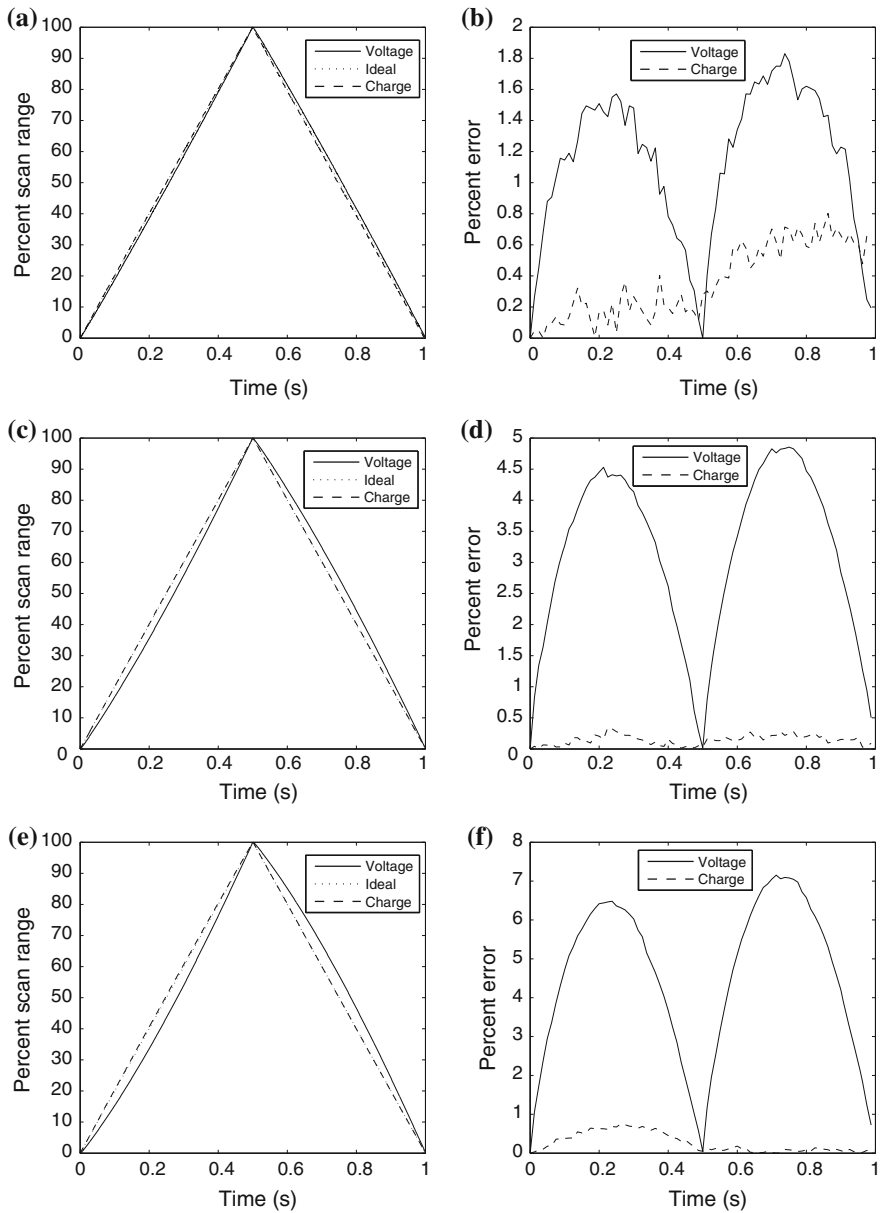 (a)
100
90
80
70
60
50
40
30
20
10
0
Percent scan range
0 0.2 0.4 0.6 0.8 1
Time (s)
Voltage
Ideal
Charge
(b)
2
1.8
1.6
1.4
1.2
1
0.8
0.6
0.4
0.2
0
Percent error
0 0.2 0.4 0.6 0.8 1
Time (s)
Voltage
Charge
(c)
100
90
80
70
60
50
40
30
20
10
0
Percent scan range
0 0.2 0.4 0.6 0.8 1
Time (s)
Voltage
Ideal
Charge
(d)
5
4.5
4
3.5
3
2.5
2
1.5
1
0.5
0
Percent error
0 0.2 0.4 0.6 0.8 1
Time (s)
Voltage
Charge
(e)
100
90
80
70
60
50
40
30
20
10
0
Percent scan range
0 0.2 0.4 0.6 0.8 1
Time (s)
Voltage
Ideal
Charge
(f)
8
7
6
5
4
3
2
1
0
Percent error
0 0.2 0.4 0.6 0.8 1
Time (s)
Voltage
Charge